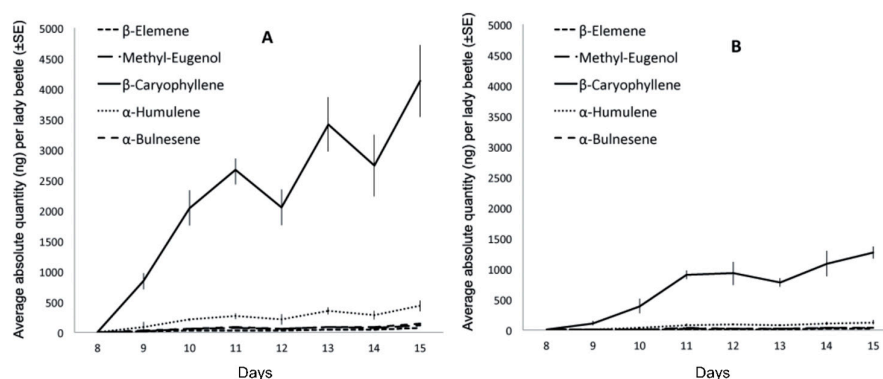 Average absolute quantity (ng) per lady beetle (±SE)
5000
4500
4000
3500
3000
2500
2000
1500
1000
500
0
β-Elemene
Methyl-Eugenol
β-Caryophyllene
α-Humulene
α-Bulnesene
A
8 9 10 11 12 13 14 15
Days
Average absolute quantity (ng) per lady beetle (±SE)
5000
4500
4000
3500
3000
2500
2000
1500
1000
500
0
β-Elemene
Methyl-Eugenol
β-Caryophyllene
α-Humulene
α-Bulnesene
B
8 9 10 11 12 13 14 15
Days